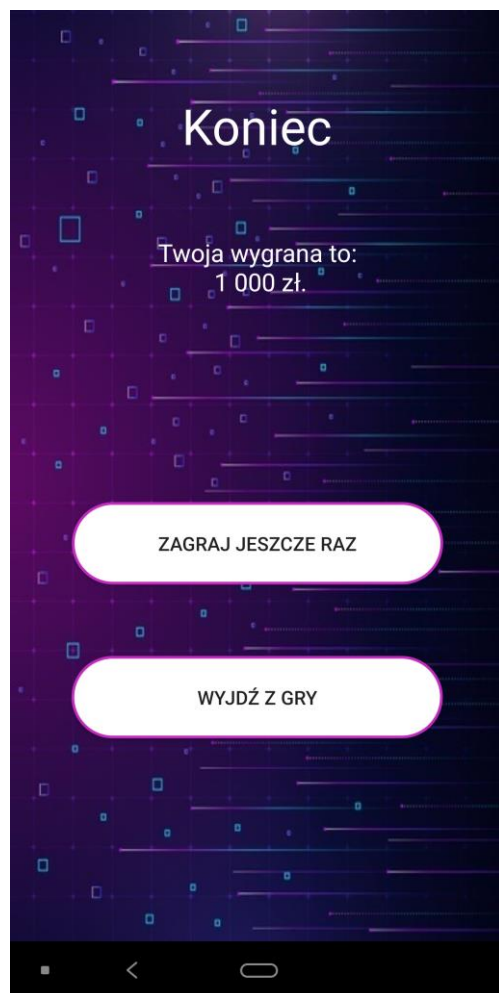 Koniec
Twoja wygrana to:
1 000 zł.
ZAGRAJ JESZCZE RAZ
WYJDŹ Z GRY